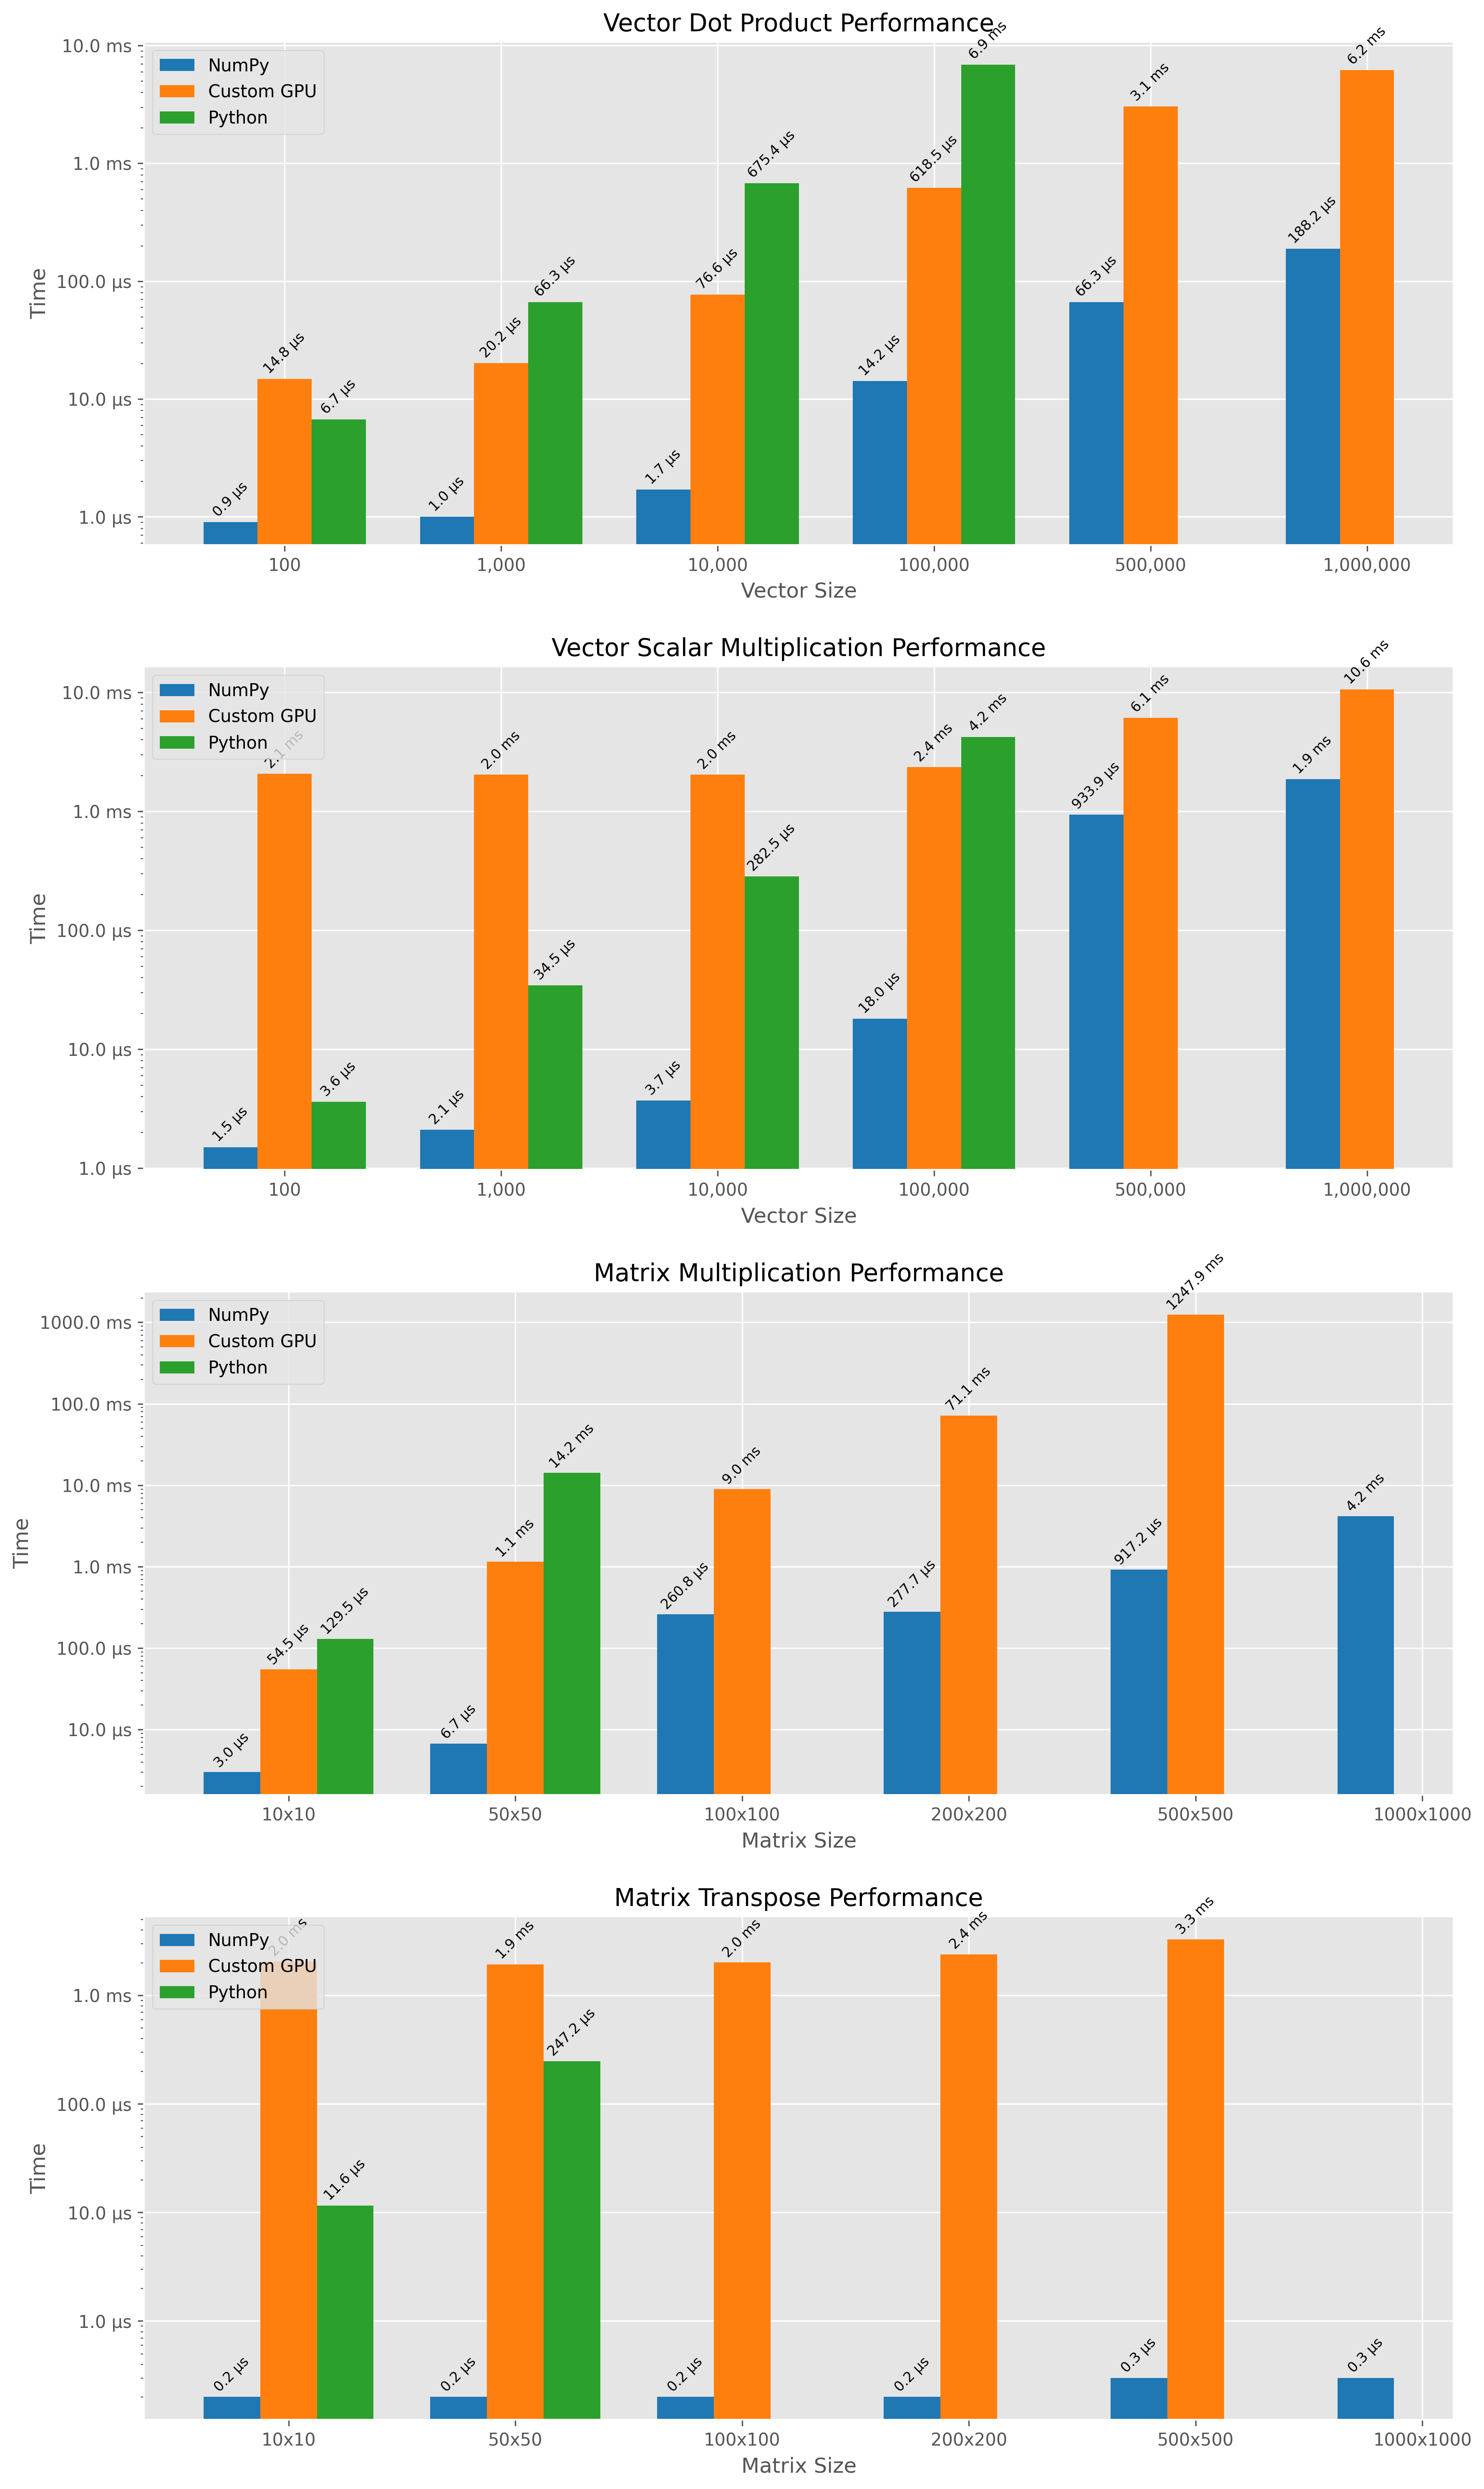 Vector Dot Product Performance
NumPy
Custom GPU
Python
10.0 ms
1.0 ms
100.0 µs
10.0 µs
1.0 µs
Time
0.9 µs
14.8 µs
6.7 µs
1.0 µs
20.2 µs
66.3 µs
1.7 µs
76.6 µs
675.4 µs
14.2 µs
618.5 µs
6.9 ms
66.3 µs
3.1 ms
188.2 µs
6.2 ms
100
1,000
10,000
100,000
500,000
1,000,000
Vector Size
Vector Scalar Multiplication Performance
NumPy
Custom GPU
Python
10.0 ms
1.0 ms
100.0 µs
10.0 µs
1.0 µs
Time
1.5 µs
2.1 ms
3.6 µs
2.1 µs
2.0 ms
34.5 µs
3.7 µs
2.0 ms
282.5 µs
18.0 µs
2.4 ms
4.2 ms
933.9 µs
6.1 ms
1.9 ms
10.6 ms
100
1,000
10,000
100,000
500,000
1,000,000
Vector Size
Matrix Multiplication Performance
NumPy
Custom GPU
Python
1000.0 ms
100.0 ms
10.0 ms
1.0 ms
100.0 µs
10.0 µs
Time
3.0 µs
54.5 µs
129.5 µs
6.7 µs
1.1 ms
14.2 ms
260.8 µs
9.0 ms
277.7 µs
71.1 ms
917.2 µs
1247.9 ms
4.2 ms
10x10
50x50
100x100
200x200
500x500
1000x1000
Matrix Size
Matrix Transpose Performance
NumPy
Custom GPU
Python
1.0 ms
100.0 µs
10.0 µs
1.0 µs
Time
0.2 µs
2.0 ms
11.6 µs
0.2 µs
1.9 ms
247.2 µs
0.2 µs
2.0 ms
0.2 µs
2.4 ms
0.3 µs
3.3 ms
0.3 µs
10x10
50x50
100x100
200x200
500x500
1000x1000
Matrix Size